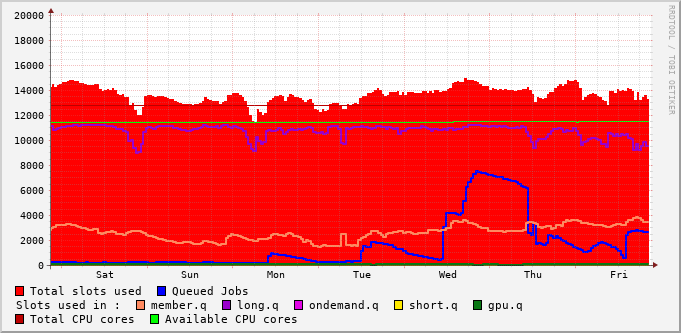 20000
18000
16000
14000
12000
10000
8000
6000
4000
2000
0
Sat Sun Mon Tue Wed Thu Fri
RRDTOOL / TOBI OETIKER
Total slots used Queued Jobs
Slots used in : member.q long.q ondemand.q short.q gpu.q
Total CPU cores Available CPU cores